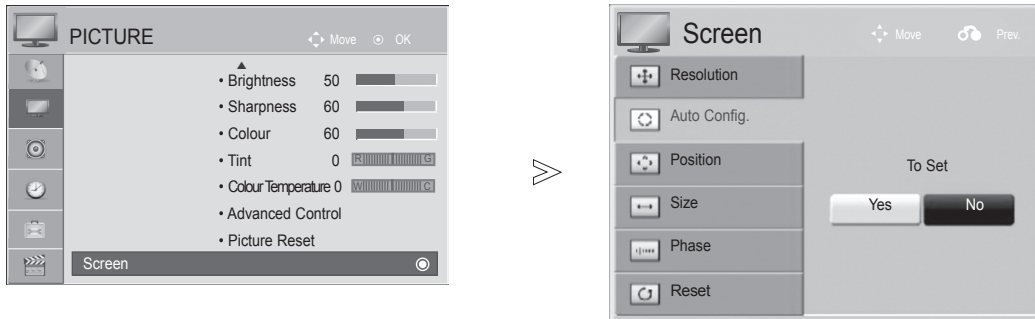 PICTURE Move OK
• Brightness 50
• Sharpness 60
• Colour 60
• Tint 0 R G
• Colour Temperature 0 W C
• Advanced Control
• Picture Reset
Screen
Screen Move Prev.
Resolution
Auto Config.
Position
Size
Phase
Reset
To Set
Yes No